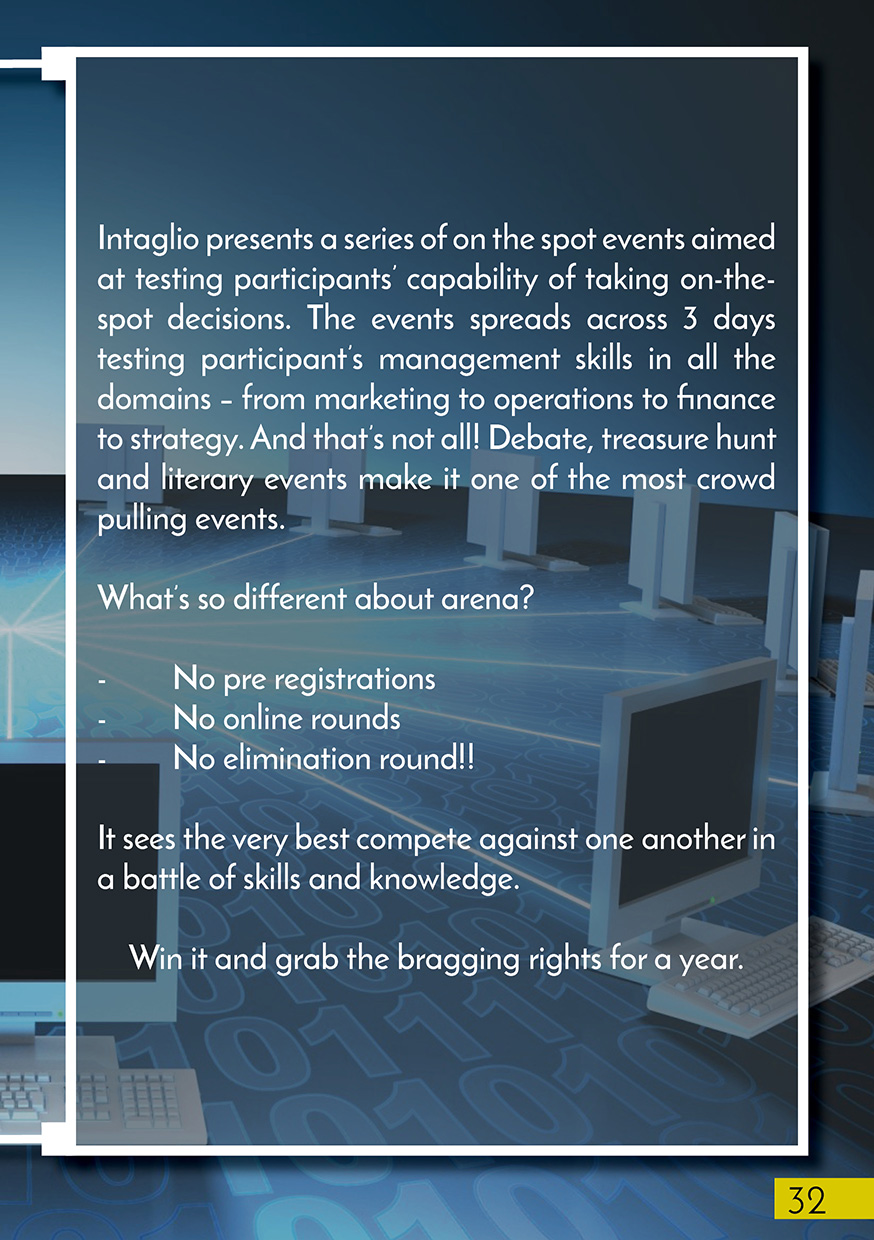 Intaglio presents a series of on the spot events aimed
at testing participants' capability of taking on-the-
spot decisions. The events spreads across 3 days
testing participant's management skills in all the
domains – from marketing to operations to finance
to strategy. And that's not all! Debate, treasure hunt
and literary events make it one of the most crowd
pulling events.
What's so different about arena?
- No pre registrations
- No online rounds
- No elimination round!!
It sees the very best compete against one another in
a battle of skills and knowledge.
Win it and grab the bragging rights for a year.
32